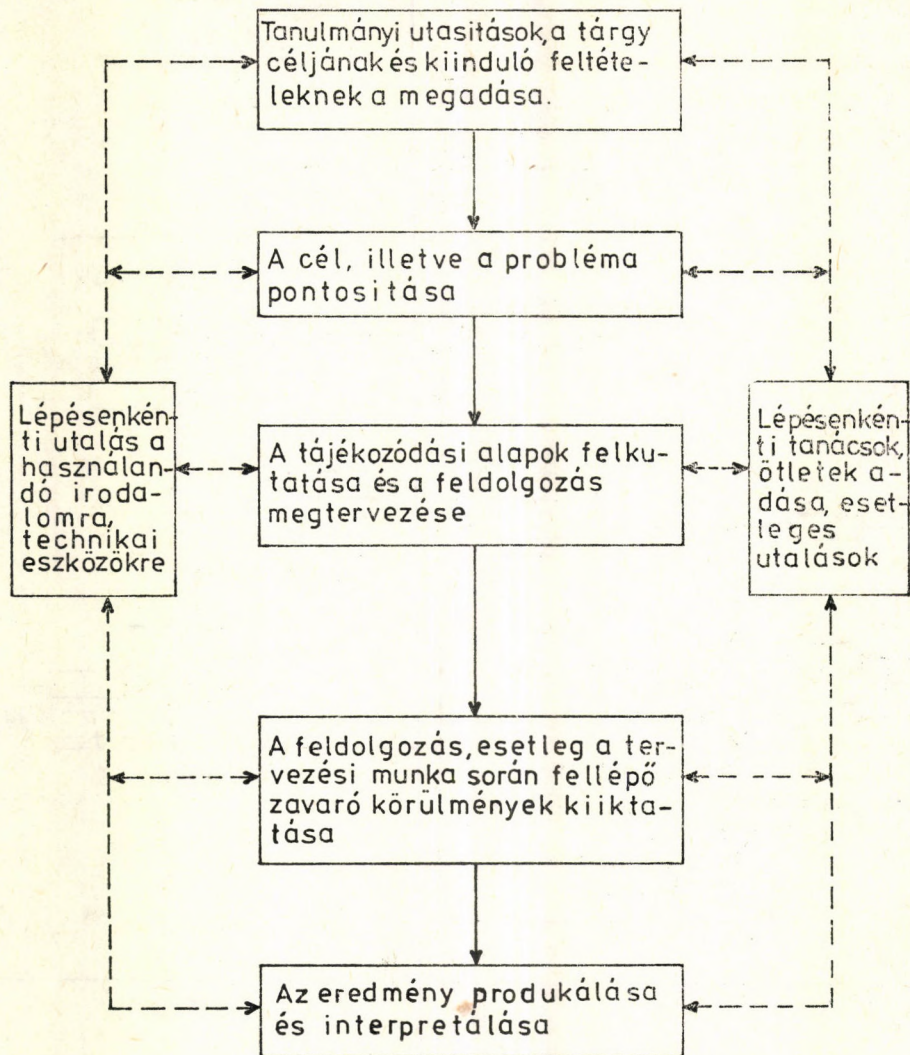 Tanulmányi utasitások, a tárgy
céljának és kiinduló feltéte-
leknek a megadása.
A cél, illetve a probléma
pontositása
Lépésenkén-
ti utalás a
használan-
dó iroda-
lomra,
technikai
eszközökre
A tájékozódási alapok felku-
tatása és a feldolgozás
megtervezése
Lépésenkén-
ti tanácsok,
ötletek a-
dása, eset-
leges
utalások
A feldolgozás, esetleg a ter-
vezési munka során fellépő
zavaró körülmények kiikta-
tása
Az eredmény produkálása
és interpretálása